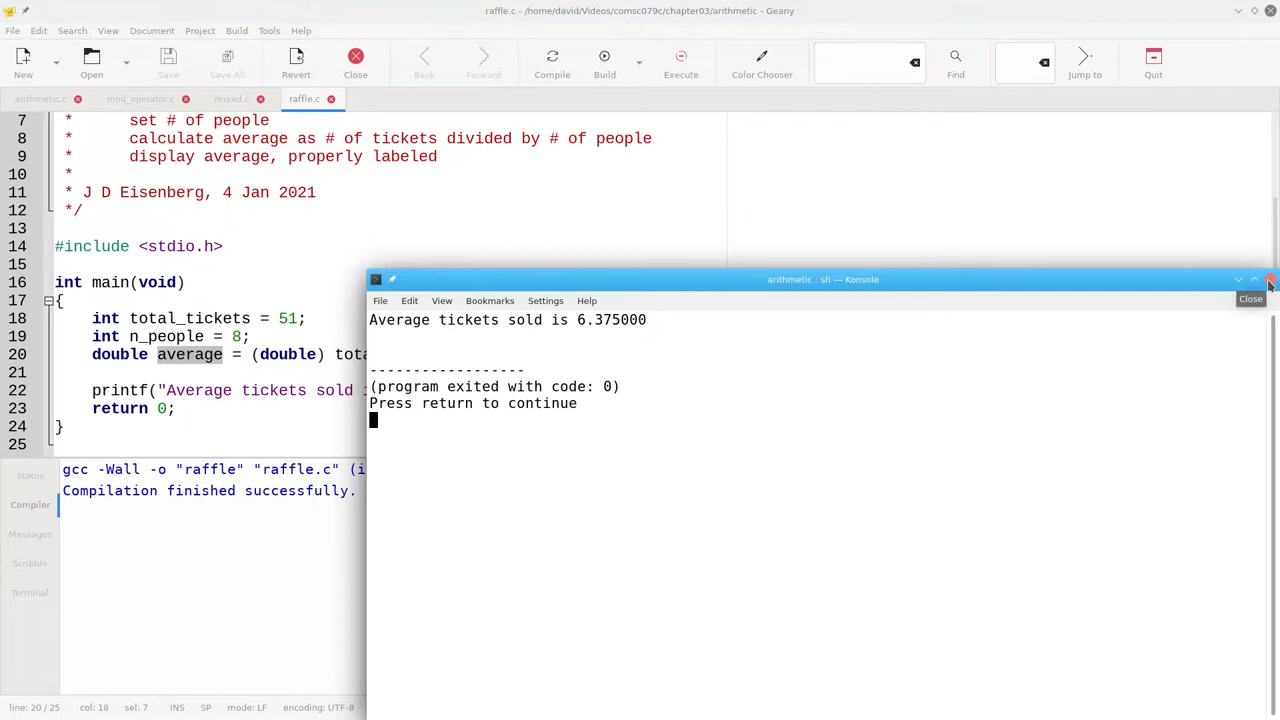 raffle.c - /home/david/Videos/comsc079c/chapter03/arithmetic - Geany
File Edit Search View Document Project Build Tools Help
New Open Save Save All Revert Close Back Forward Compile Build Execute Color Chooser Find Jump to Quit
arithmetic.c mod_operator.c mixed.c raffle.c
7 * set # of people
8 * calculate average as # of tickets divided by # of people
9 * display average, properly labeled
10 *
11 * J D Eisenberg, 4 Jan 2021
12 */
13
14 #include <stdio.h>
15
16 int main(void)
17 {
18 int total_tickets = 51;
19 int n_people = 8;
20 double average = (double) tota
21
22 printf("Average tickets sold
23 return 0;
24 }
25
arithmetic : sh — Konsole
Close
File Edit View Bookmarks Settings Help
Average tickets sold is 6.375000
------------------
(program exited with code: 0)
Press return to continue
Status
Compiler
Messages
Scribble
Terminal
gcc -Wall -o "raffle" "raffle.c" (i
Compilation finished successfully.
line: 20 / 25 col: 18 sel: 7 INS SP mode: LF encoding: UTF-8